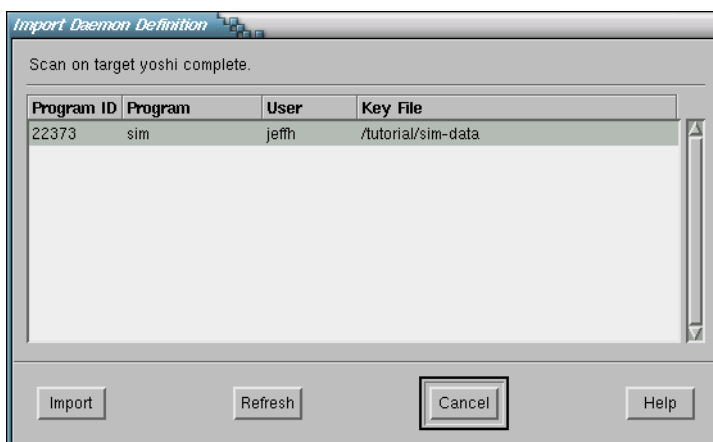 Import Daemon Definition
Scan on target yoshi complete.
Program ID Program User Key File
22373 sim jeffh /tutorial/sim-data
Import Refresh Cancel Help